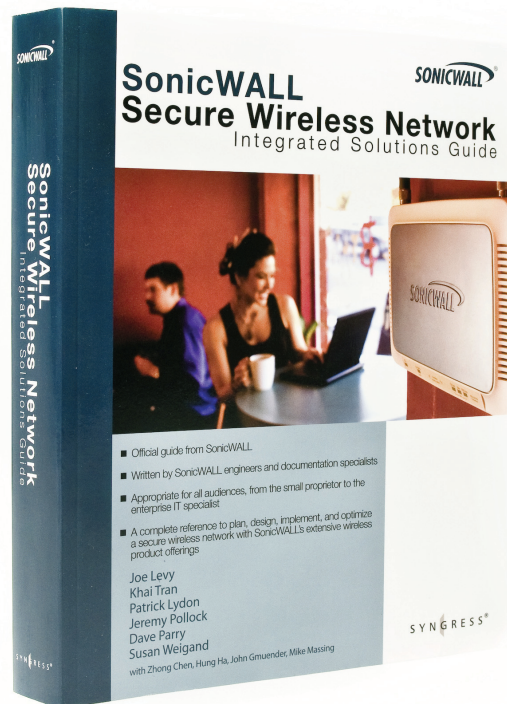 SONICWALL
SonicWALL
Secure Wireless Network
Integrated Solutions Guide
SYNGRESS
SONICWALL®
SonicWALL
Secure Wireless Network
Integrated Solutions Guide
SONICWALL
■ Official guide from SonicWALL
■ Written by SonicWALL engineers and documentation specialists
■ Appropriate for all audiences, from the small proprietor to the
enterprise IT specialist
■ A complete reference to plan, design, implement, and optimize
a secure wireless network with SonicWALL's extensive wireless
product offerings
Joe Levy
Khai Tran
Patrick Lydon
Jeremy Pollock
Dave Parry
Susan Weigand
with Zhong Chen, Hung Ha, John Gmuender, Mike Massing
SYNGRESS®